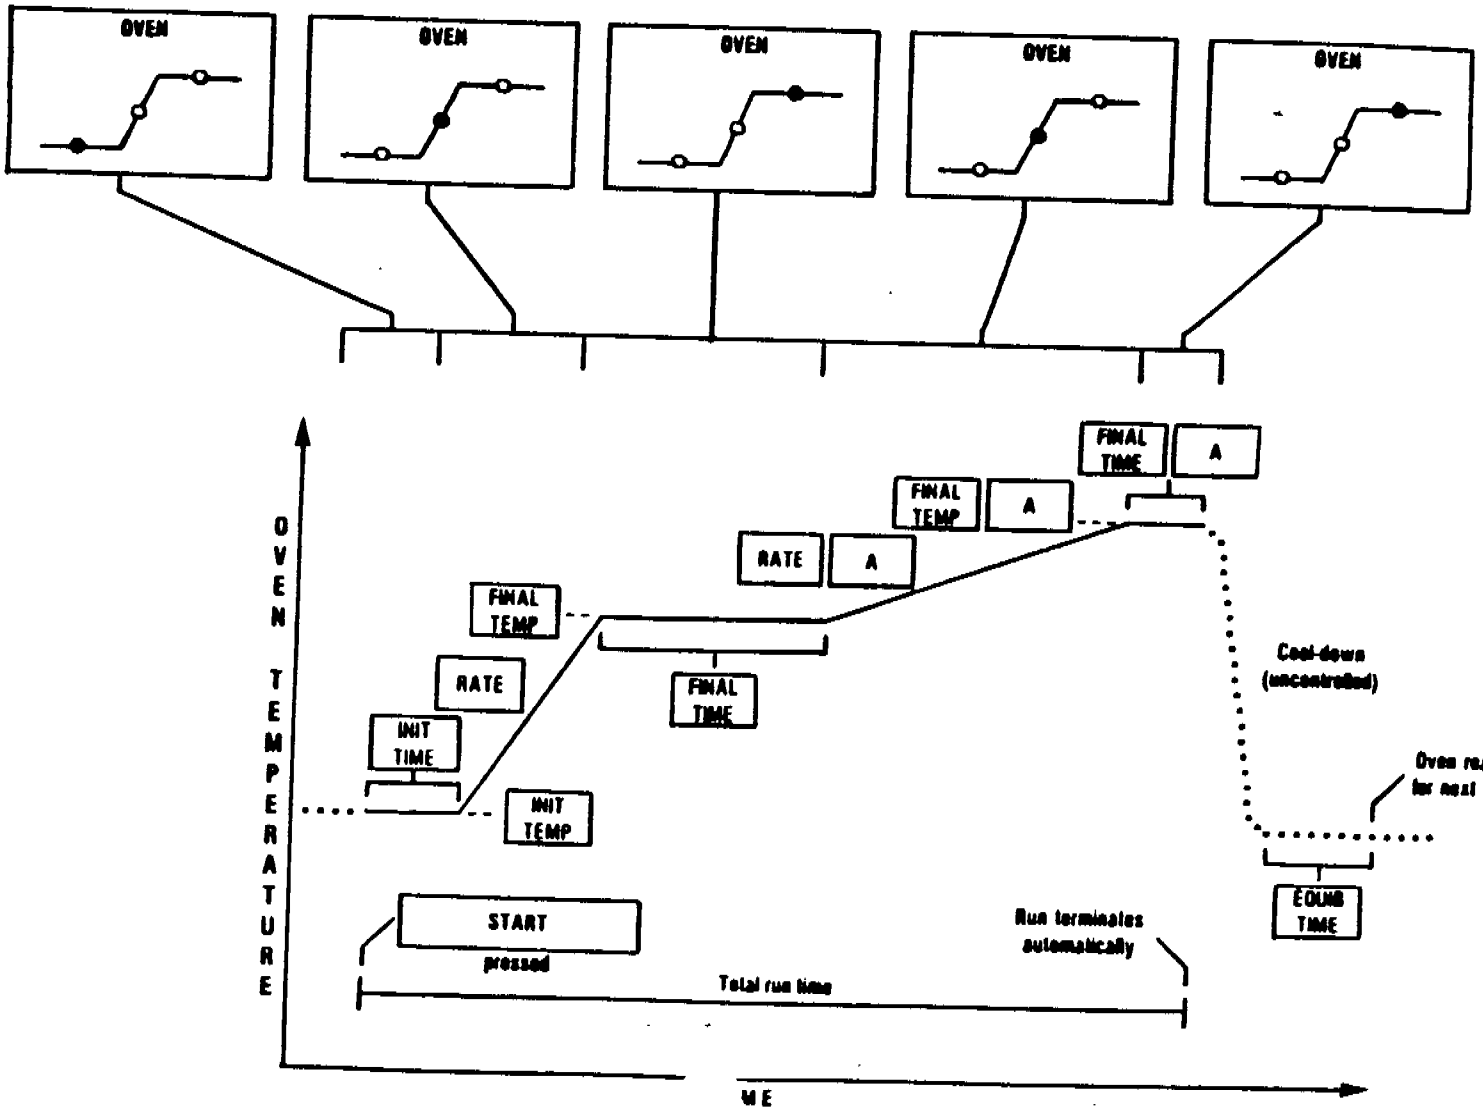 OVEN
OVEN
OVEN
OVEN
OVEN
FINAL
TIME
A
FINAL
TEMP
A
RATE
A
FINAL
TEMP
RATE
FINAL
TIME
INIT
TIME
INIT
TEMP
OVEN TEMPERATURE
Cool-down
(uncontrolled)
Oven
for next
EQUIB
TIME
START
pressed
Run terminates
automatically
Total run time